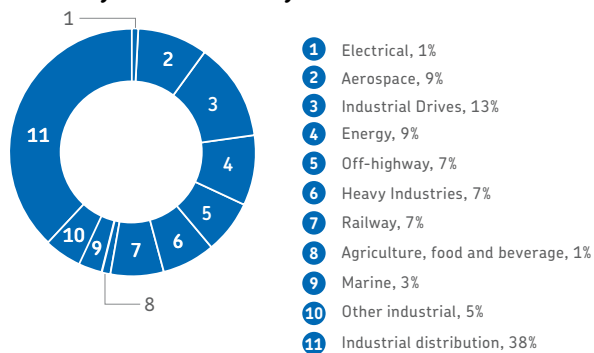 1
2
3
4
5
6
7
8
9
10
11
1 Electrical, 1%
2 Aerospace, 9%
3 Industrial Drives, 13%
4 Energy, 9%
5 Off-highway, 7%
6 Heavy Industries, 7%
7 Railway, 7%
8 Agriculture, food and beverage, 1%
9 Marine, 3%
10 Other industrial, 5%
11 Industrial distribution, 38%